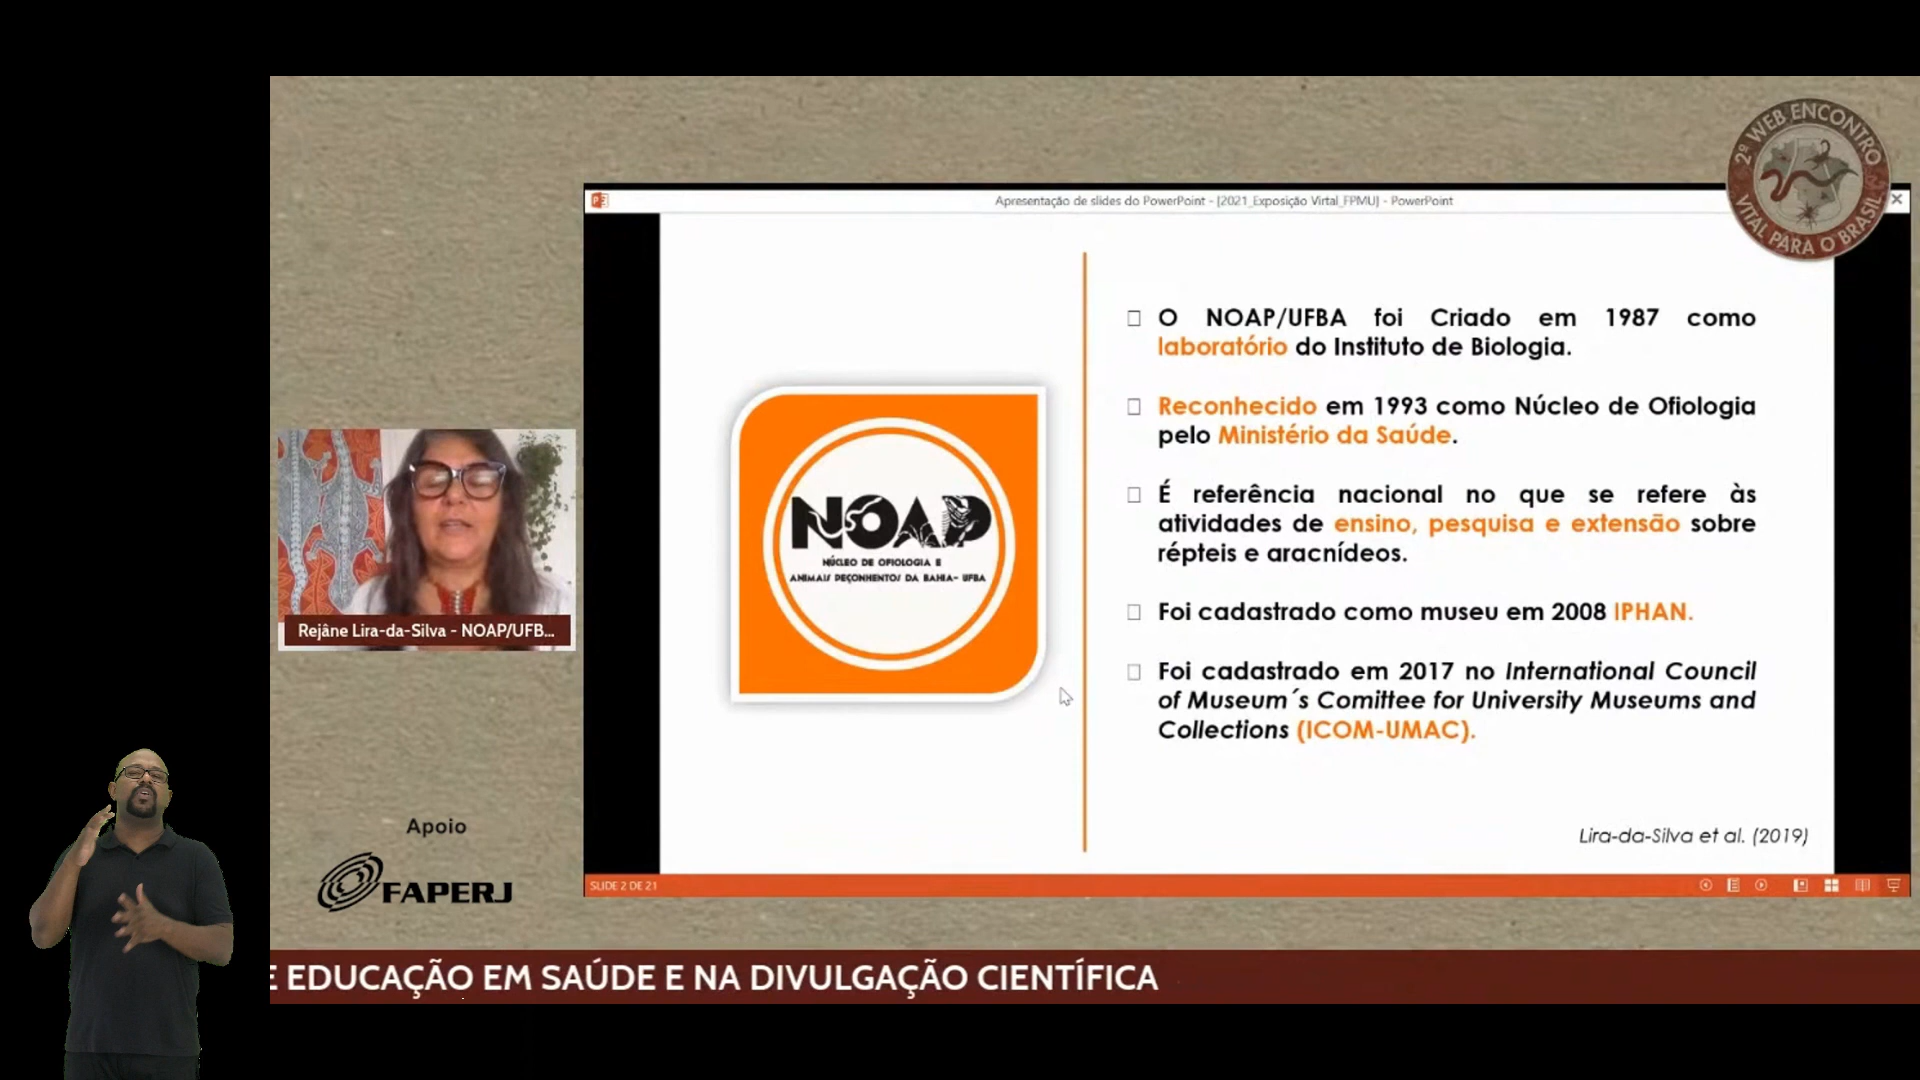 2º WEB ENCONTRO
VITAL PARA O BRASIL
Apresentação de slides do PowerPoint - [2021_Exposição Virtal_FPMU] - PowerPoint
O NOAP/UFBA foi Criado em 1987 como
laboratório do Instituto de Biologia.
Reconhecido em 1993 como Núcleo de Ofiologia
pelo Ministério da Saúde.
É referência nacional no que se refere às
atividades de ensino, pesquisa e extensão sobre
répteis e aracnídeos.
Foi cadastrado como museu em 2008 IPHAN.
Foi cadastrado em 2017 no International Council
of Museum´s Comittee for University Museums and
Collections (ICOM-UMAC).
Lira-da-Silva et al. (2019)
NOAP
NÚCLEO DE OFIOLOGIA E
ANIMAIS PEÇONHENTOS DA BAHIA- UFBA
Rejâne Lira-da-Silva - NOAP/UFB...
Apoio
FAPERJ
SLIDE 2 DE 21
E EDUCAÇÃO EM SAÚDE E NA DIVULGAÇÃO CIENTÍFICA